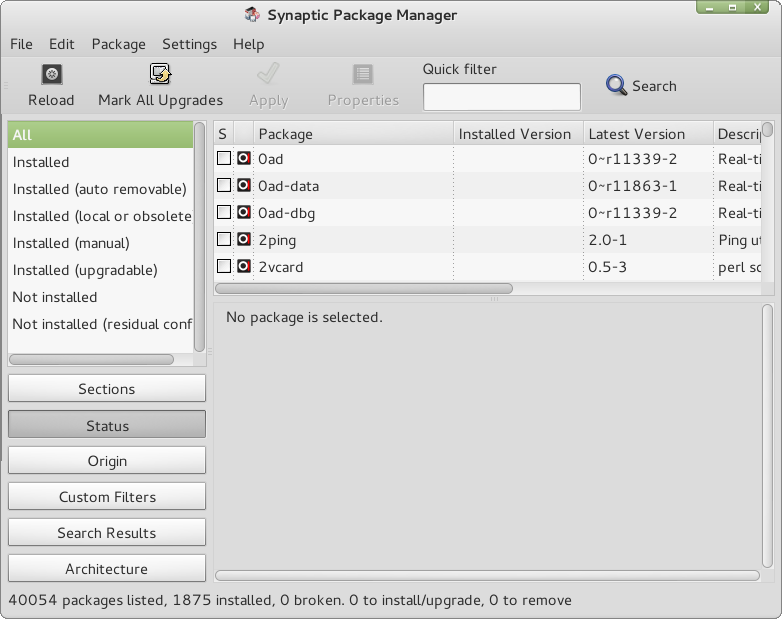 Synaptic Package Manager
File Edit Package Settings Help
Reload Mark All Upgrades Apply Properties Quick filter Search
All
Installed
Installed (auto removable)
Installed (local or obsolete
Installed (manual)
Installed (upgradable)
Not installed
Not installed (residual conf
Sections
Status
Origin
Custom Filters
Search Results
Architecture
S Package Installed Version Latest Version Descrip
0ad 0~r11339-2 Real-ti
0ad-data 0~r11863-1 Real-ti
0ad-dbg 0~r11339-2 Real-ti
2ping 2.0-1 Ping ut
2vcard 0.5-3 perl sc
No package is selected.
40054 packages listed, 1875 installed, 0 broken. 0 to install/upgrade, 0 to remove